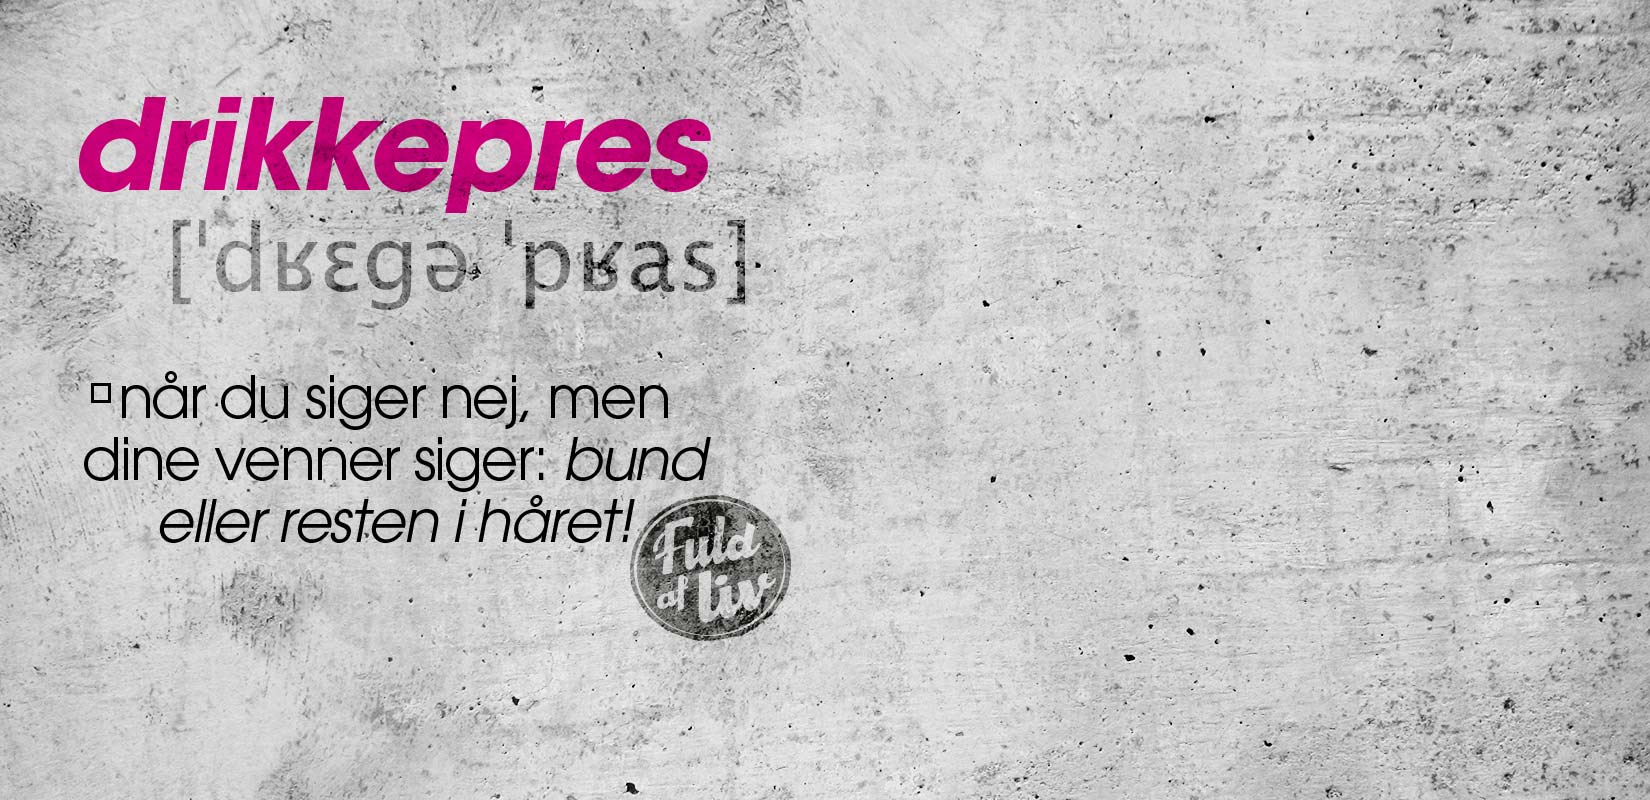 drikkepres
[ˈdʁɛgə ˈpʁas]
▫når du siger nej, men
dine venner siger: bund
eller resten i håret!
Fuld
af liv